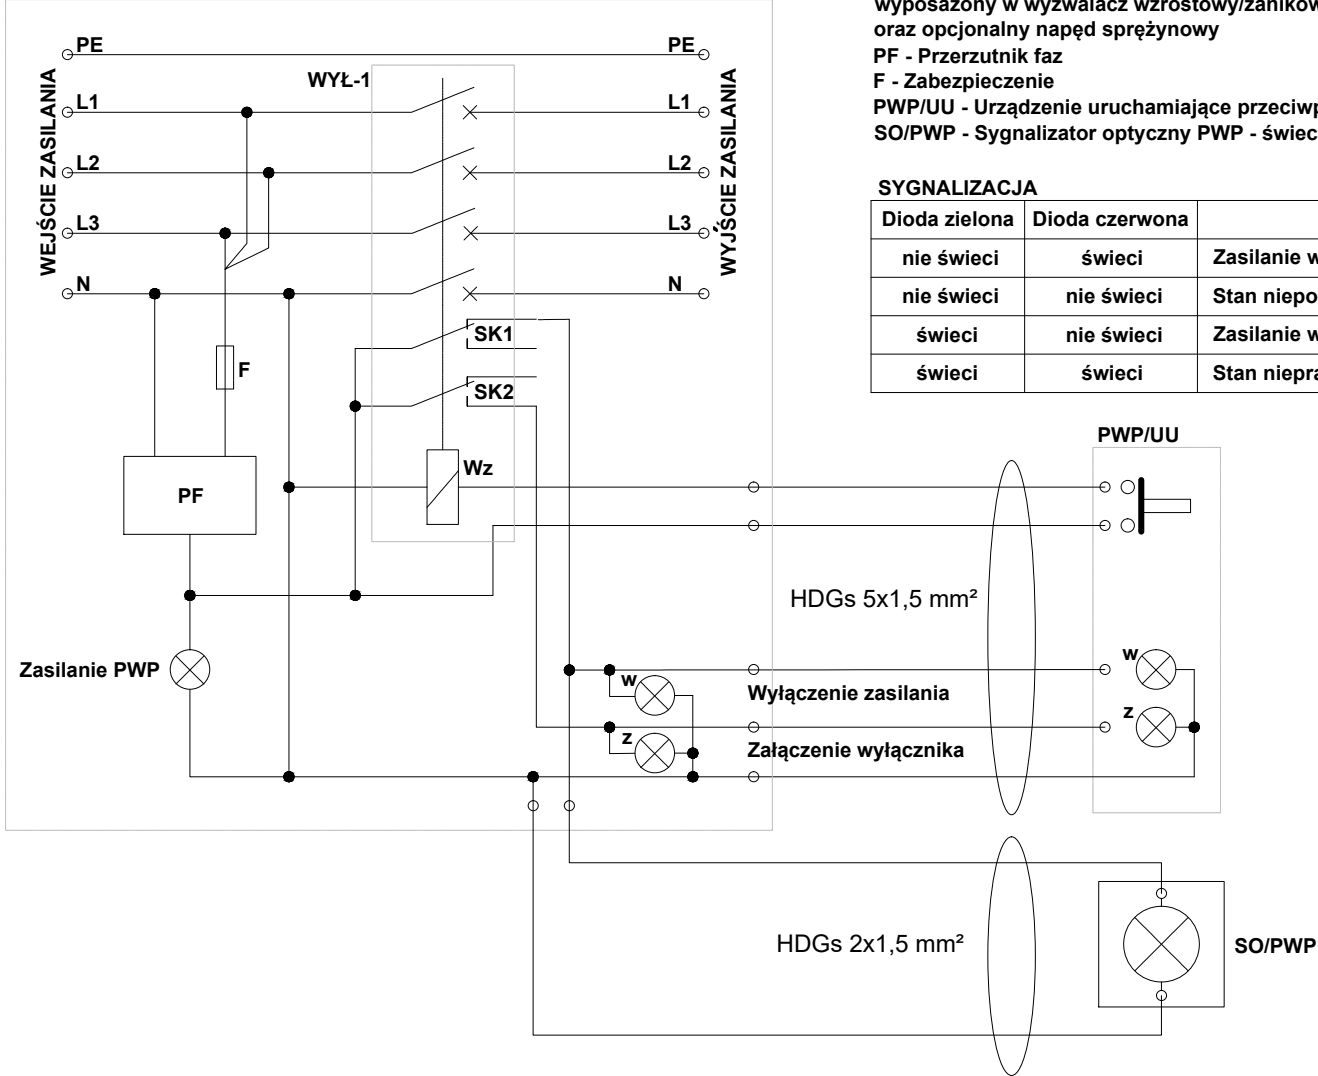 wyposażony w wyzwalacz wzrostowy/zanikow
oraz opcjonalny napęd sprężynowy
PF - Przerzutnik faz
F - Zabezpieczenie
PWP/UU - Urządzenie uruchamiające przeciwp
SO/PWP - Sygnalizator optyczny PWP - świec
SYGNALIZACJA
Dioda zielona Dioda czerwona
nie świeci świeci Zasilanie w
nie świeci nie świeci Stan niepo
świeci nie świeci Zasilanie w
świeci świeci Stan niepra
WEJŚCIE ZASILANIA
PE PE
WYŁ-1
L1 L1
L2 L2
L3 L3
N N
WYJŚCIE ZASILANIA
SK1
F
SK2
Wz
PF
PWP/UU
HDGs 5x1,5 mm²
Zasilanie PWP
w w
Wyłączenie zasilania
z z
Załączenie wyłącznika
HDGs 2x1,5 mm²
SO/PWP